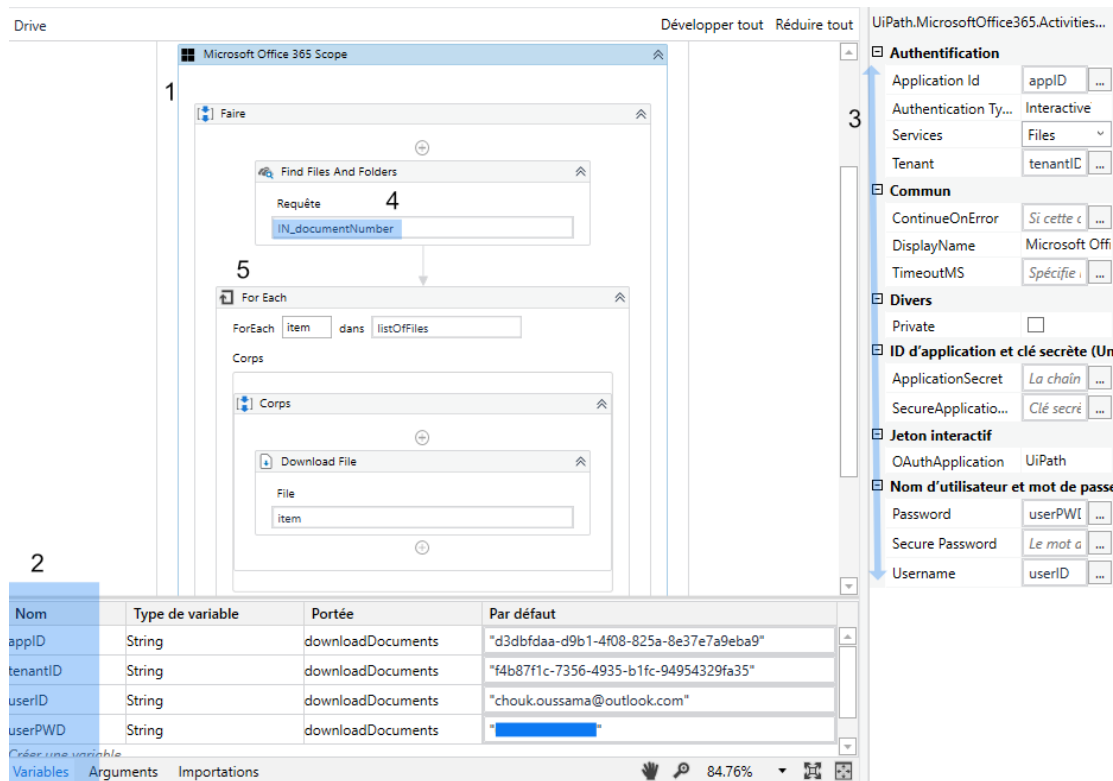 Drive
Développer tout Réduire tout
Microsoft Office 365 Scope
1
Faire
Find Files And Folders
Requête
4
IN_documentNumber
5
For Each
ForEach item dans listOfFiles
Corps
Corps
Download File
File
item
2
Nom Type de variable Portée Par défaut
appID String downloadDocuments "d3dbfdaa-d9b1-4f08-825a-8e37e7a9eba9"
tenantID String downloadDocuments "f4b87f1c-7356-4935-b1fc-94954329fa35"
userID String downloadDocuments "chouk.oussama@outlook.com"
userPWD String downloadDocuments " "
Créer une variable
Variables Arguments Importations 84.76%
UiPath.MicrosoftOffice365.Activities...
3
Authentification
Application Id appID ...
Authentication Ty... Interactive
Services Files
Tenant tenantID ...
Commun
ContinueOnError Si cette c ...
DisplayName Microsoft Offi
TimeoutMS Spécifie l ...
Divers
Private
ID d'application et clé secrète (Un
ApplicationSecret La chaîn ...
SecureApplicatio... Clé secrè ...
Jeton interactif
OAuthApplication UiPath
Nom d'utilisateur et mot de passe
Password userPWD ...
Secure Password Le mot d ...
Username userID ...